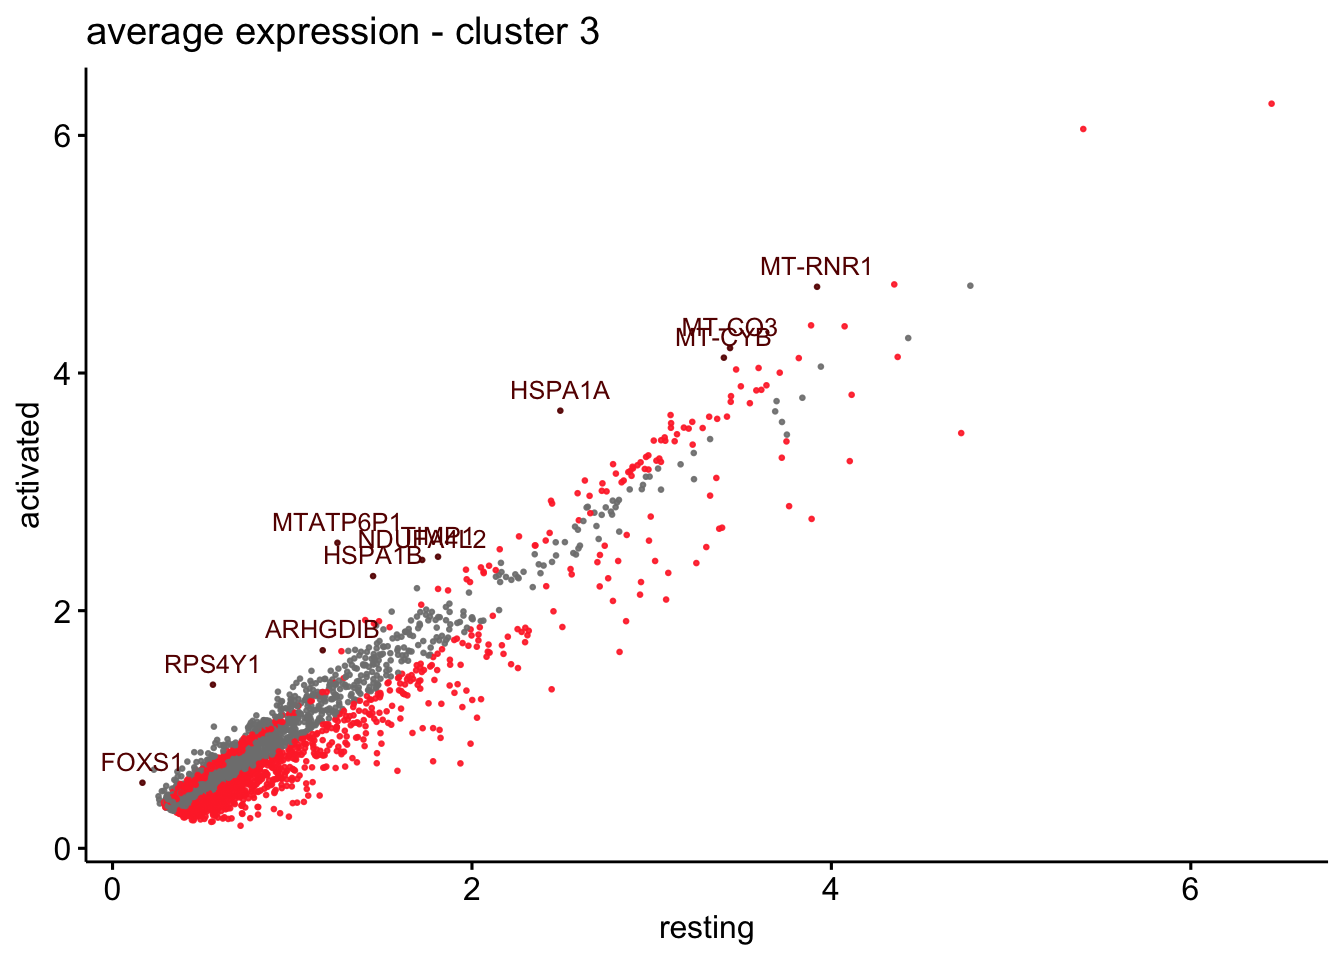 average expression - cluster 3
6
MT-RNR1
MT-CO3
MT-CYB
4
HSPA1A
MTATP6P1
TIMP1
NDUFA4L2
HSPA1B
activated
2
ARHGDIB
RPS4Y1
FOXS1
0
0 2 4 6
resting